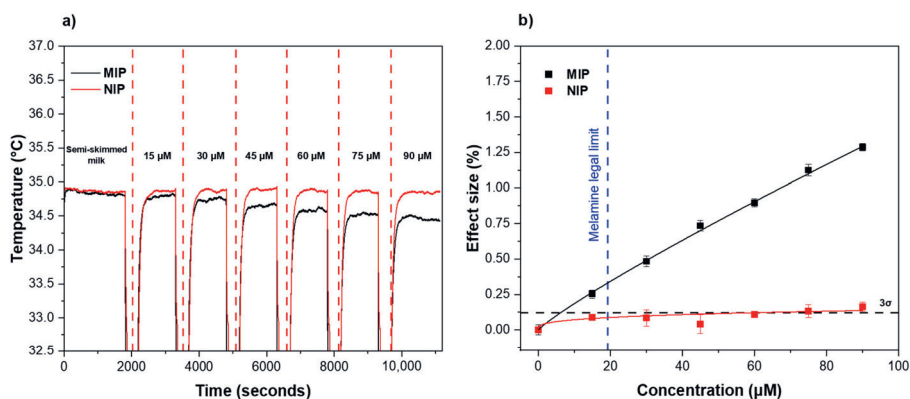 a)
37.0
36.5
36.0
35.5
35.0
34.5
34.0
33.5
33.0
32.5
Temperature (°C)
MIP
NIP
Semi-skimmed
milk
15 µM
30 µM
45 µM
60 µM
75 µM
90 µM
0
2000
4000
6000
8000
10,000
Time (seconds)
b)
2.00
1.75
1.50
1.25
1.00
0.75
0.50
0.25
0.00
Effect size (%)
MIP
NIP
Melamine legal limit
3σ
0
20
40
60
80
100
Concentration (µM)